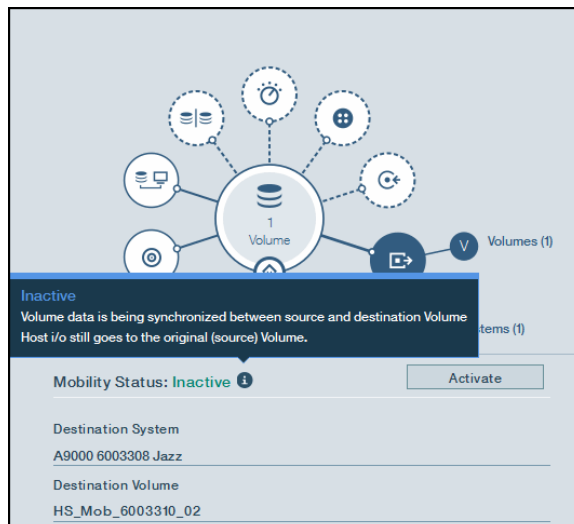 1
Volume
V
Volumes (1)
Inactive
Volume data is being synchronized between source and destination Volume
Host i/o still goes to the original (source) Volume.
stems (1)
Mobility Status: Inactive
Activate
Destination System
A9000 6003308 Jazz
Destination Volume
HS_Mob_6003310_02